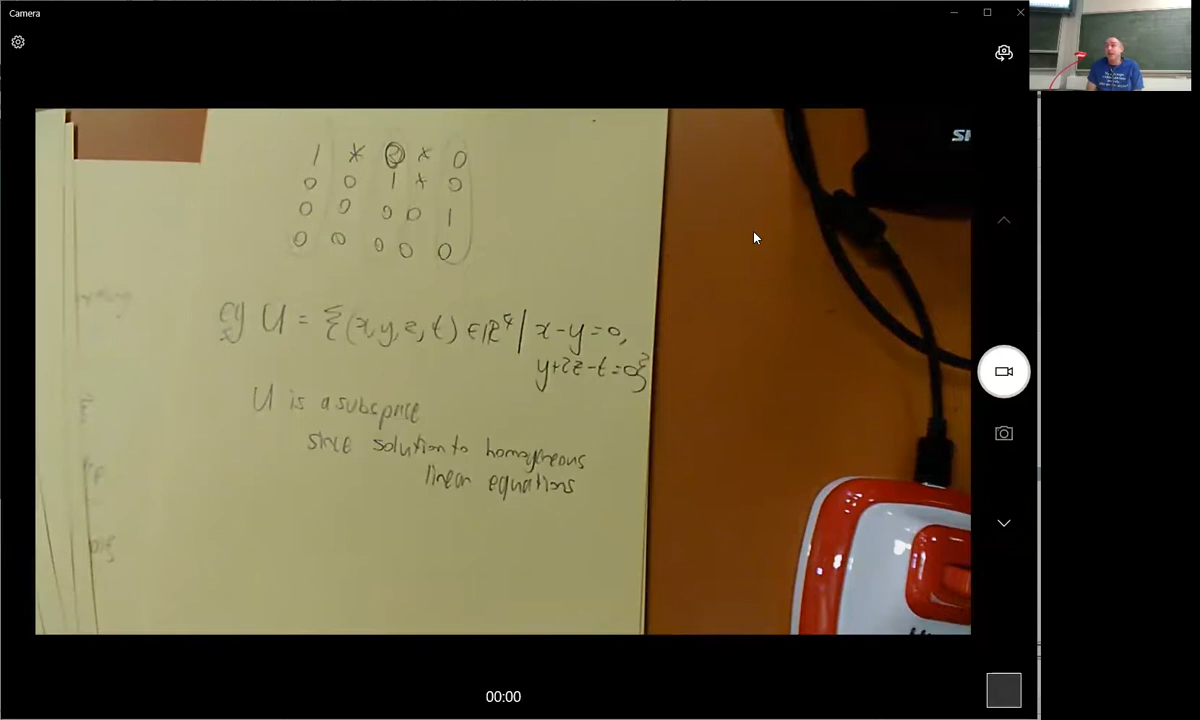 Camera
SK
1 * * 0
0 0 1 * 0
0 0 0 0 1
0 0 0 0 0
eg U = {(x,y,z,t) ∈ ℝ⁴ | x-y=0,
y+2z-t=0}
U is a subspace
since solution to homogeneous
linear equations
00:00